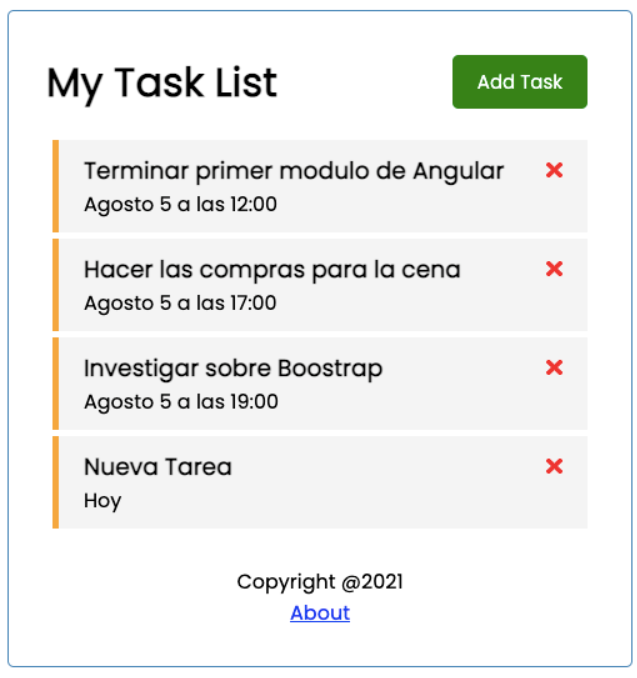 My Task List
Add Task
Terminar primer modulo de Angular
Agosto 5 a las 12:00
Hacer las compras para la cena
Agosto 5 a las 17:00
Investigar sobre Boostrap
Agosto 5 a las 19:00
Nueva Tarea
Hoy
Copyright @2021
About